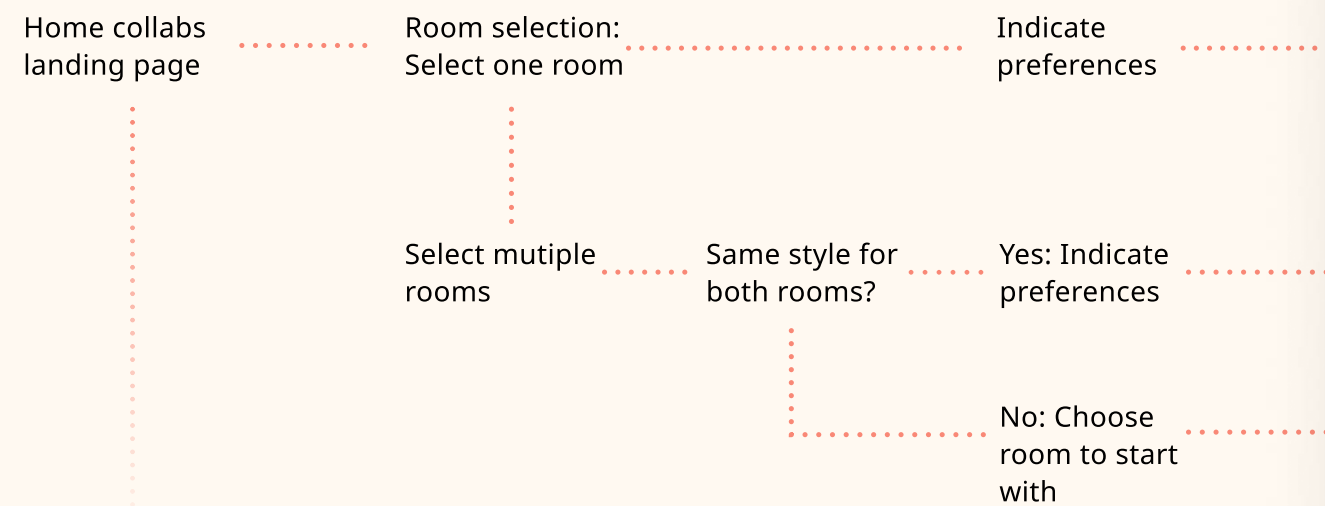 Home collabs
landing page
Room selection:
Select one room
Indicate
preferences
Select mutiple
rooms
Same style for
both rooms?
Yes: Indicate
preferences
No: Choose
room to start
with